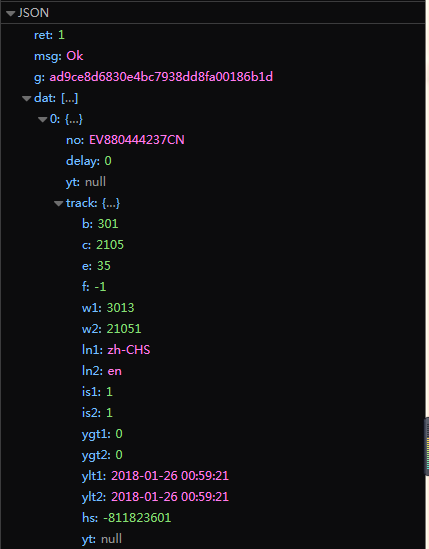 JSON
ret: 1
msg: Ok
g: ad9ce8d6830e4bc7938dd8fa00186b1d
dat: [...]
0: {...}
no: EV880444237CN
delay: 0
yt: null
track: {...}
b: 301
c: 2105
e: 35
f: -1
w1: 3013
w2: 21051
ln1: zh-CHS
ln2: en
is1: 1
is2: 1
ygt1: 0
ygt2: 0
ylt1: 2018-01-26 00:59:21
ylt2: 2018-01-26 00:59:21
hs: -811823601
yt: null